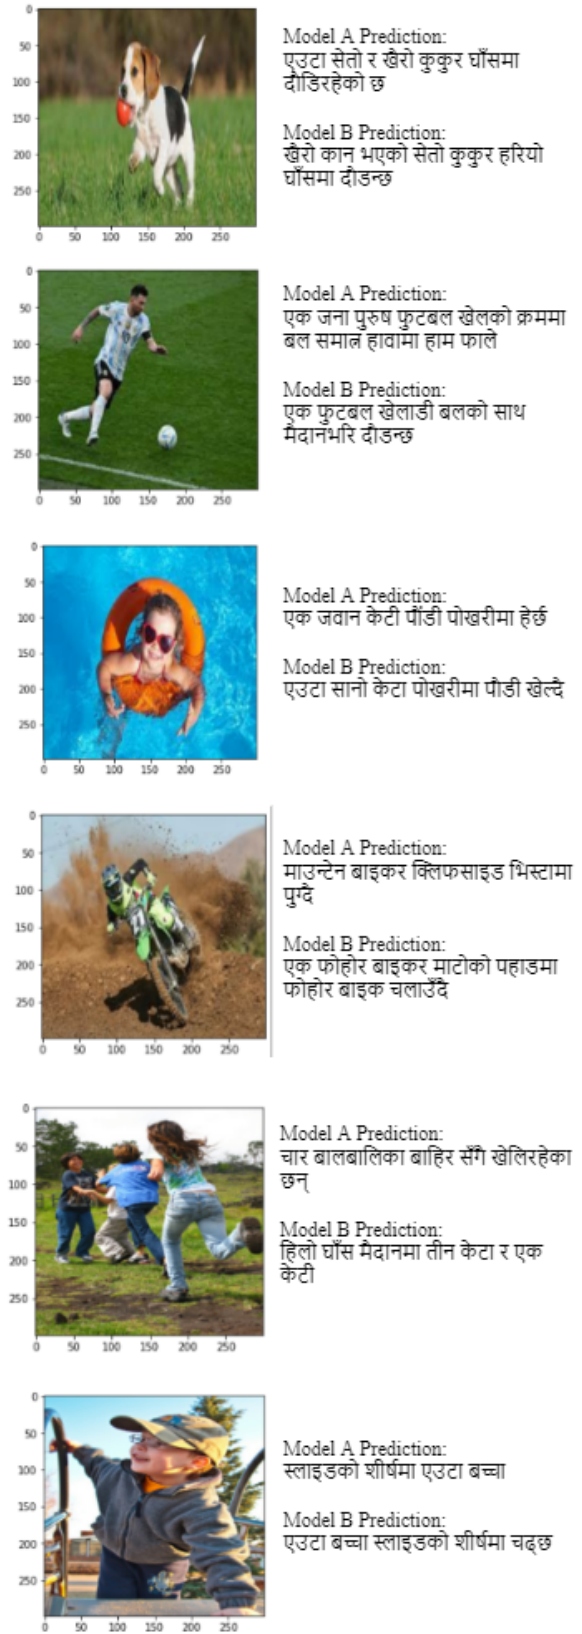 0
50
100
150
200
250
0 50 100 150 200 250
Model A Prediction:
एउटा सेतो र खैरो कुकुर घाँसमा
दौडिरहेको छ
Model B Prediction:
खैरो कान भएको सेतो कुकुर हरियो
घाँसमा दौडन्छ
0
50
100
150
200
250
0 50 100 150 200 250
Model A Prediction:
एक जना पुरुष फुटबल खेलको क्रममा
बल समात्न हावामा हाम फाले
Model B Prediction:
एक फुटबल खेलाडी बलको साथ
मैदानभरि दौडन्छ
0
50
100
150
200
250
0 50 100 150 200 250
Model A Prediction:
एक जवान केटी पौंडी पोखरीमा हेर्छ
Model B Prediction:
एउटा सानो केटा पोखरीमा पौडी खेल्दै
0
50
100
150
200
250
0 50 100 150 200 250
Model A Prediction:
माउन्टेन बाइकर क्लिफसाइड भिस्टामा
पुग्दै
Model B Prediction:
एक फोहोर बाइकर माटोको पहाडमा
फोहोर बाइक चलाउँदै
0
50
100
150
200
250
0 50 100 150 200 250
Model A Prediction:
चार बालबालिका बाहिर सँगै खेलिरहेका
छन्
Model B Prediction:
हिलो घाँस मैदानमा तीन केटा र एक
केटी
0
50
100
150
200
250
0 50 100 150 200 250
Model A Prediction:
स्लाइडको शीर्षमा एउटा बच्चा
Model B Prediction:
एउटा बच्चा स्लाइडको शीर्षमा चढ्छ